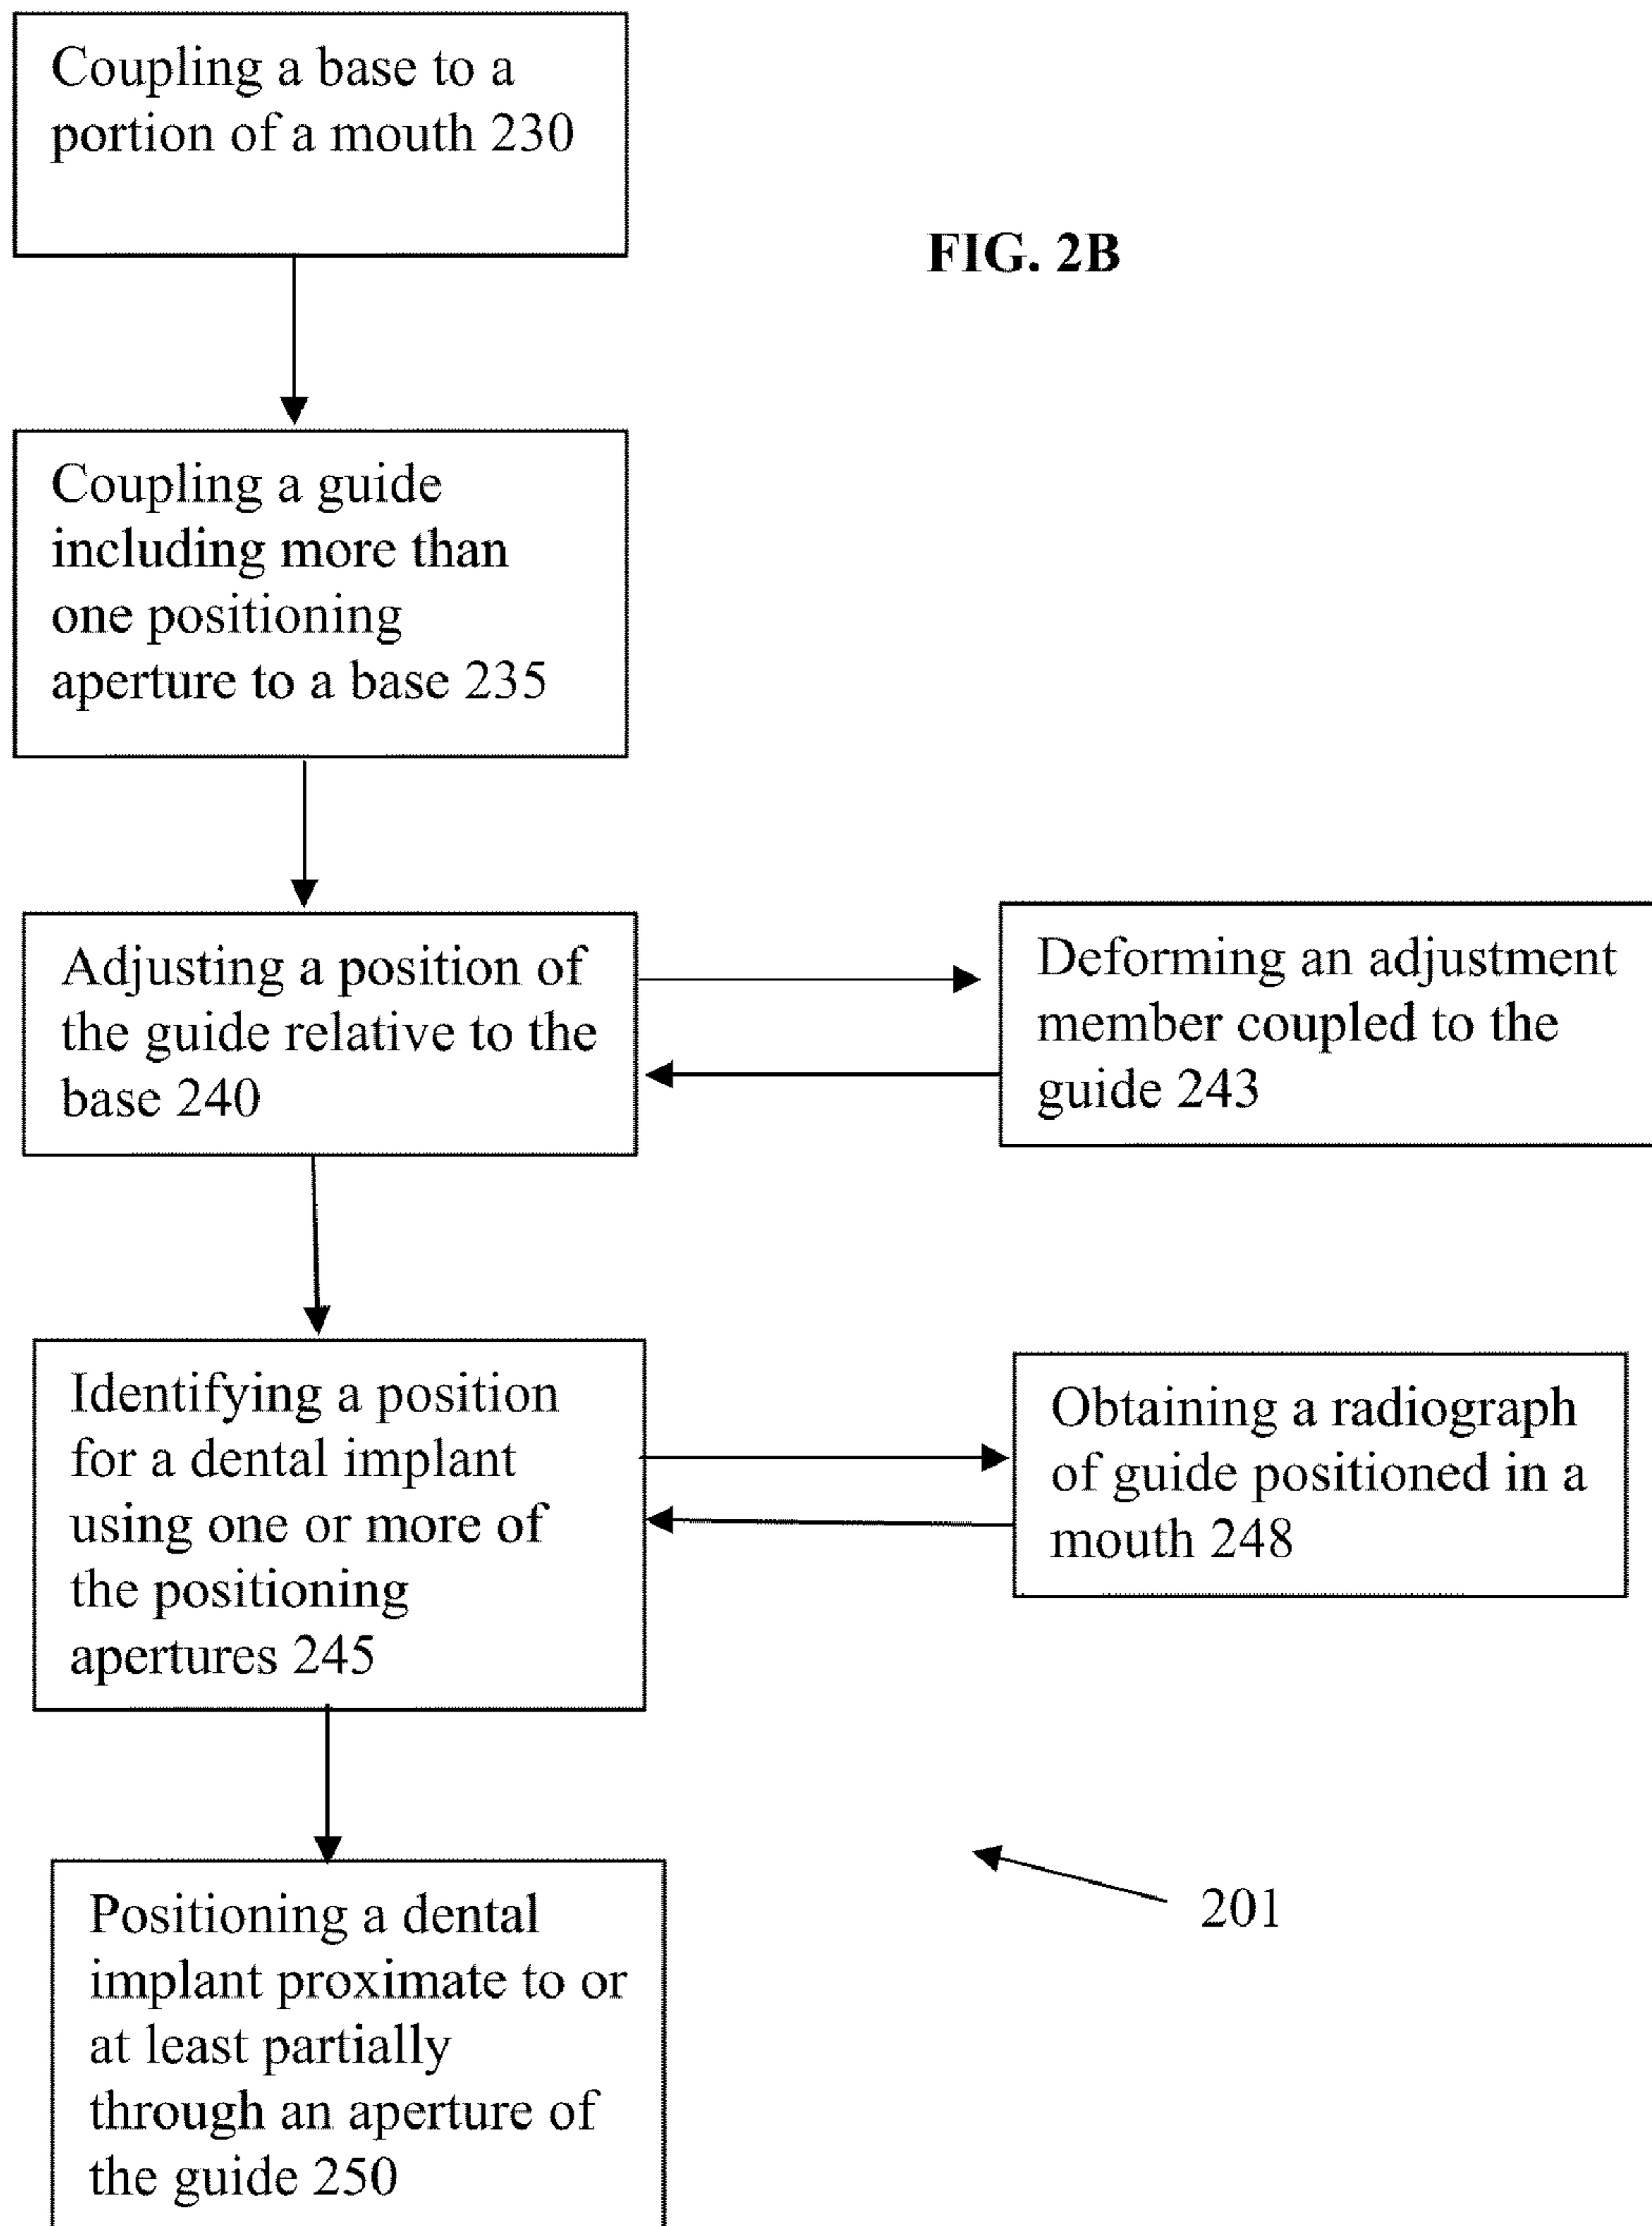 Coupling a base to a
portion of a mouth 230
FIG. 2B
Coupling a guide
including more than
one positioning
aperture to a base 235
Adjusting a position of
the guide relative to the
base 240
Deforming an adjustment
member coupled to the
guide 243
Identifying a position
for a dental implant
using one or more of
the positioning
apertures 245
Obtaining a radiograph
of guide positioned in a
mouth 248
Positioning a dental
implant proximate to or
at least partially
through an aperture of
the guide 250
201